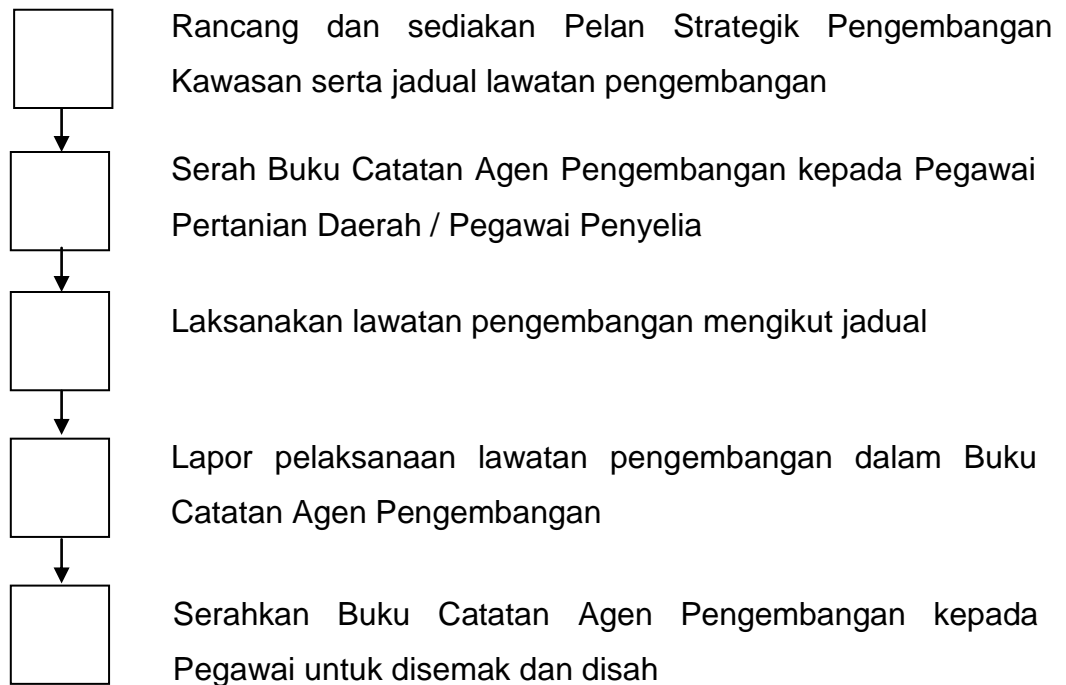 Rancang dan sediakan Pelan Strategik Pengembangan
Kawasan serta jadual lawatan pengembangan
Serah Buku Catatan Agen Pengembangan kepada Pegawai
Pertanian Daerah / Pegawai Penyelia
Laksanakan lawatan pengembangan mengikut jadual
Lapor pelaksanaan lawatan pengembangan dalam Buku
Catatan Agen Pengembangan
Serahkan Buku Catatan Agen Pengembangan kepada
Pegawai untuk disemak dan disah